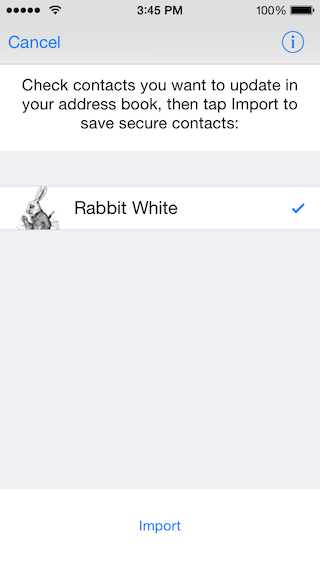 3:45 PM 100%
Cancel
Check contacts you want to update in
your address book, then tap Import to
save secure contacts:
Rabbit White
Import